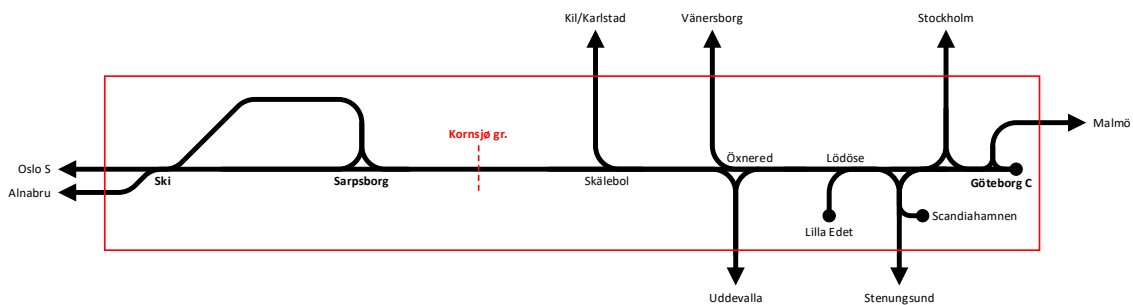 Kil/Karlstad
Vänersborg
Stockholm
Malmö
Kornsjø gr.
Oslo S
Öxnered
Lödöse
Alnabru
Ski
Sarpsborg
Skälebol
Göteborg C
Lilla Edet
Scandiahamnen
Uddevalla
Stenungsund